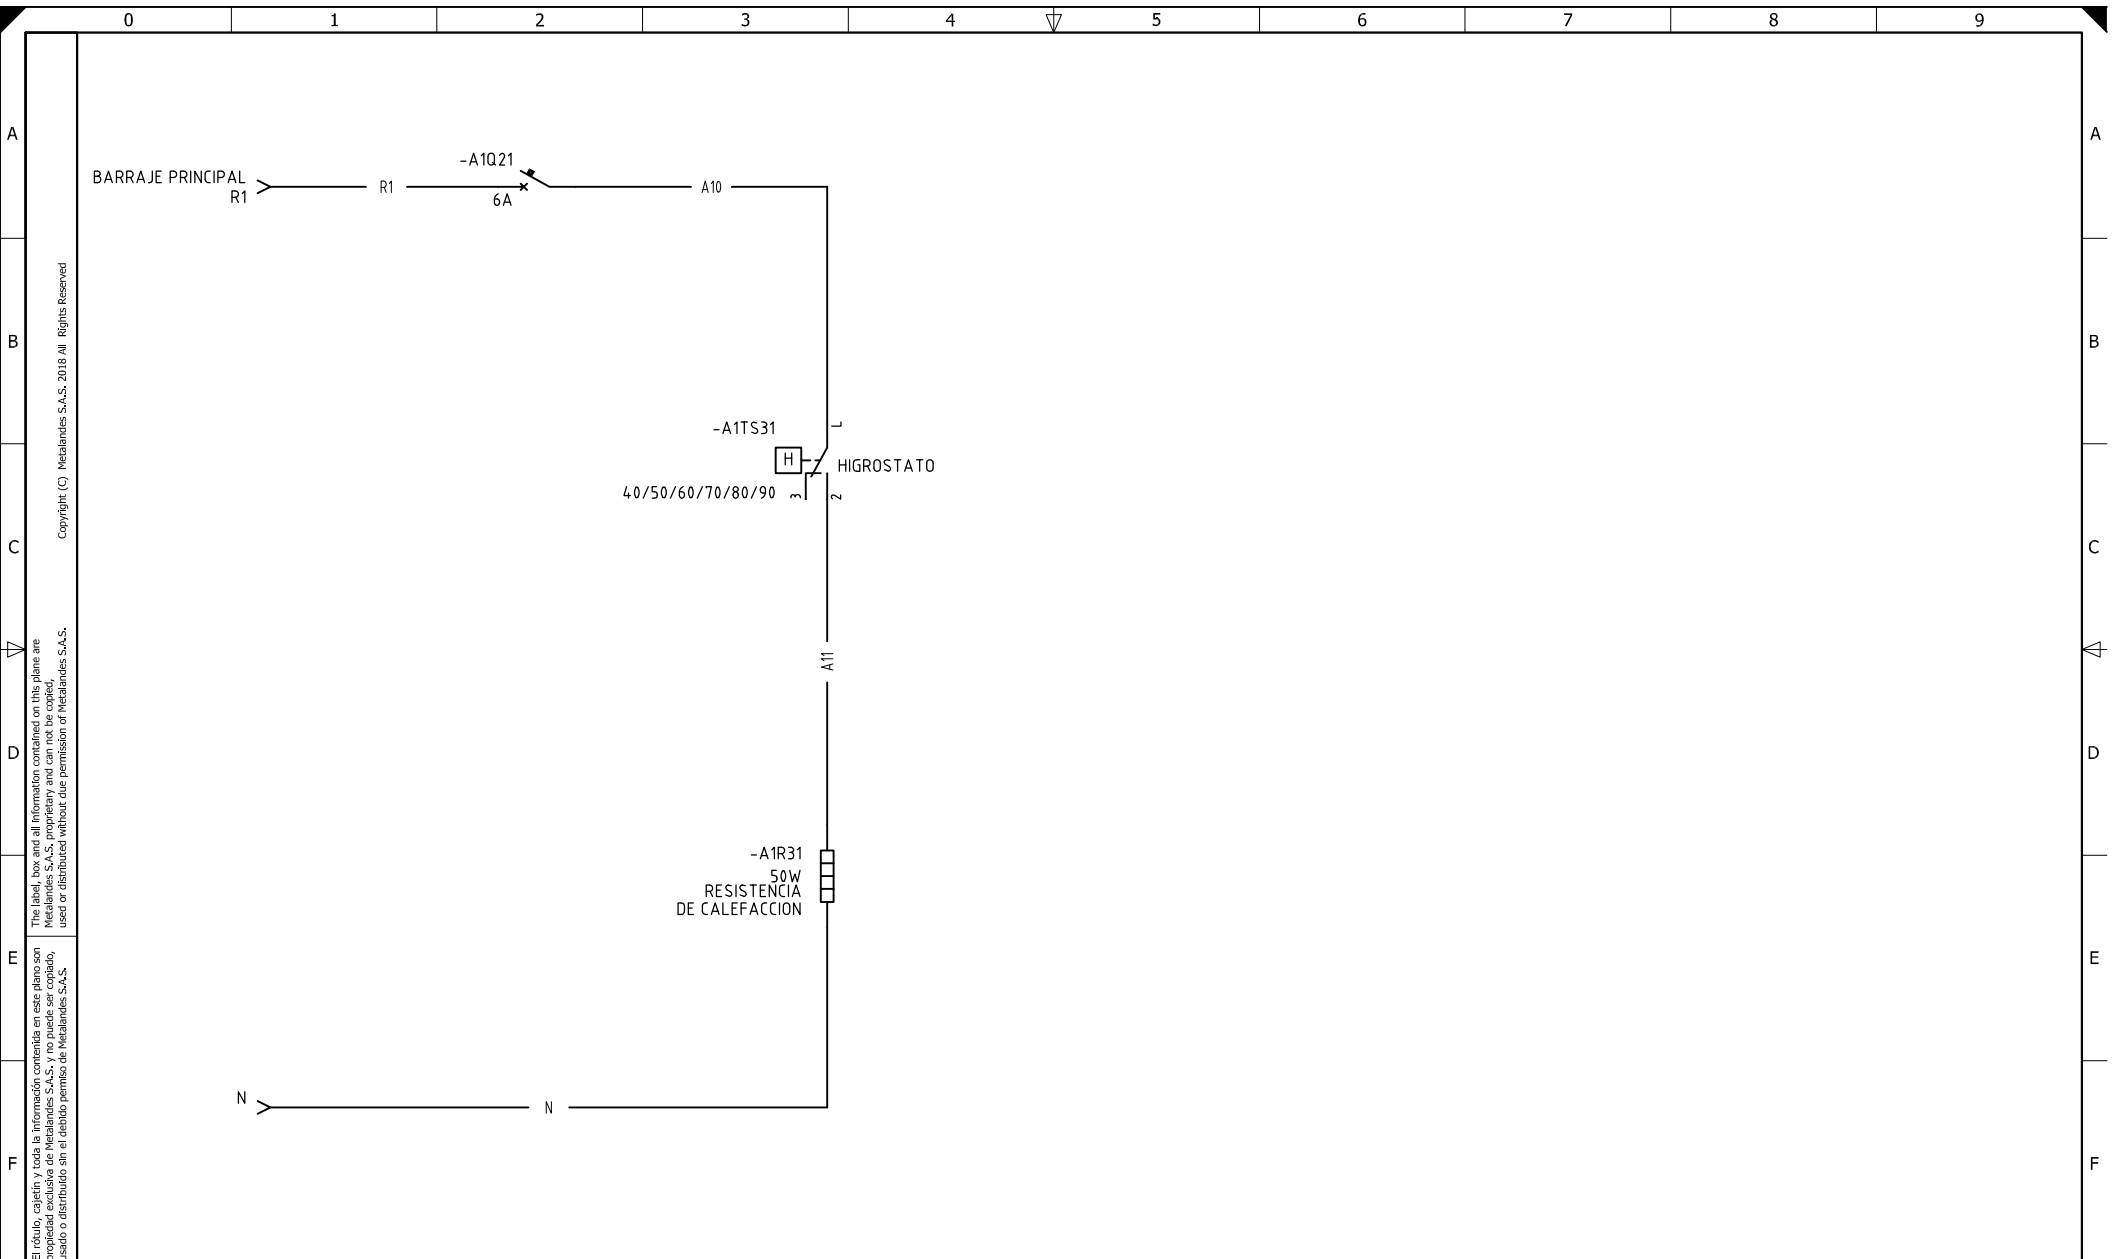 0 1 2 3 4 5 6 7 8 9
A A
-A1Q21
BARRAJE PRINCIPAL
R1
R1
A10
6A
B B
-A1TS31
L
H
HIGROSTATO
40/50/60/70/80/90
3
2
C C
A11
D D
-A1R31
50W
RESISTENCIA
DE CALEFACCION
E E
N
N
F F
Copyright (C) Metalandes S.A.S. 2018 All Rights Reserved
The label, box and all information contained on this plane are
Metalandes S.A.S. proprietary and can not be copied,
used or distributed without due permission of Metalandes S.A.S.
El rótulo, cajetín y toda la información contenida en este plano son
propiedad exclusiva de Metalandes S.A.S. y no puede ser copiado,
usado o distribuido sin el debido permiso de Metalandes S.A.S.